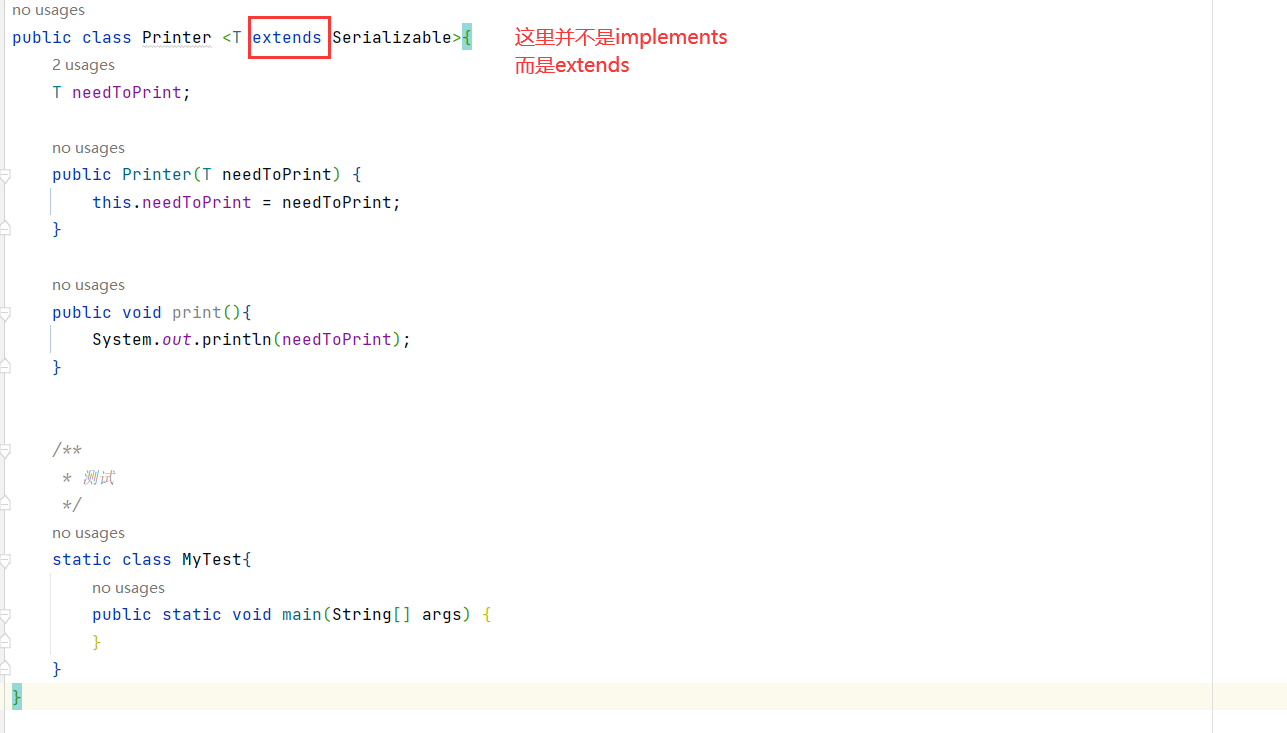 no usages
public class Printer <T extends Serializable>{
这里并不是implements
而是extends
2 usages
T needToPrint;
no usages
public Printer(T needToPrint) {
this.needToPrint = needToPrint;
}
no usages
public void print(){
System.out.println(needToPrint);
}
/**
* 测试
*/
no usages
static class MyTest{
no usages
public static void main(String[] args) {
}
}
}